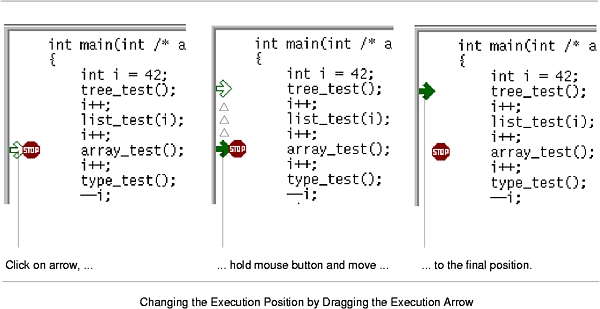 int main(int /* a
{
int i = 42;
tree_test();
i++;
list_test(i);
i++;
STOP array_test();
i++;
type_test();
--i;
Click on arrow, ...
int main(int /* a
{
int i = 42;
tree_test();
i++;
list_test(i);
i++;
STOP array_test();
i++;
type_test();
--i;
... hold mouse button and move ...
int main(int /* a
{
int i = 42;
tree_test();
i++;
list_test(i);
i++;
STOP array_test();
i++;
type_test();
--i;
... to the final position.
Changing the Execution Position by Dragging the Execution Arrow